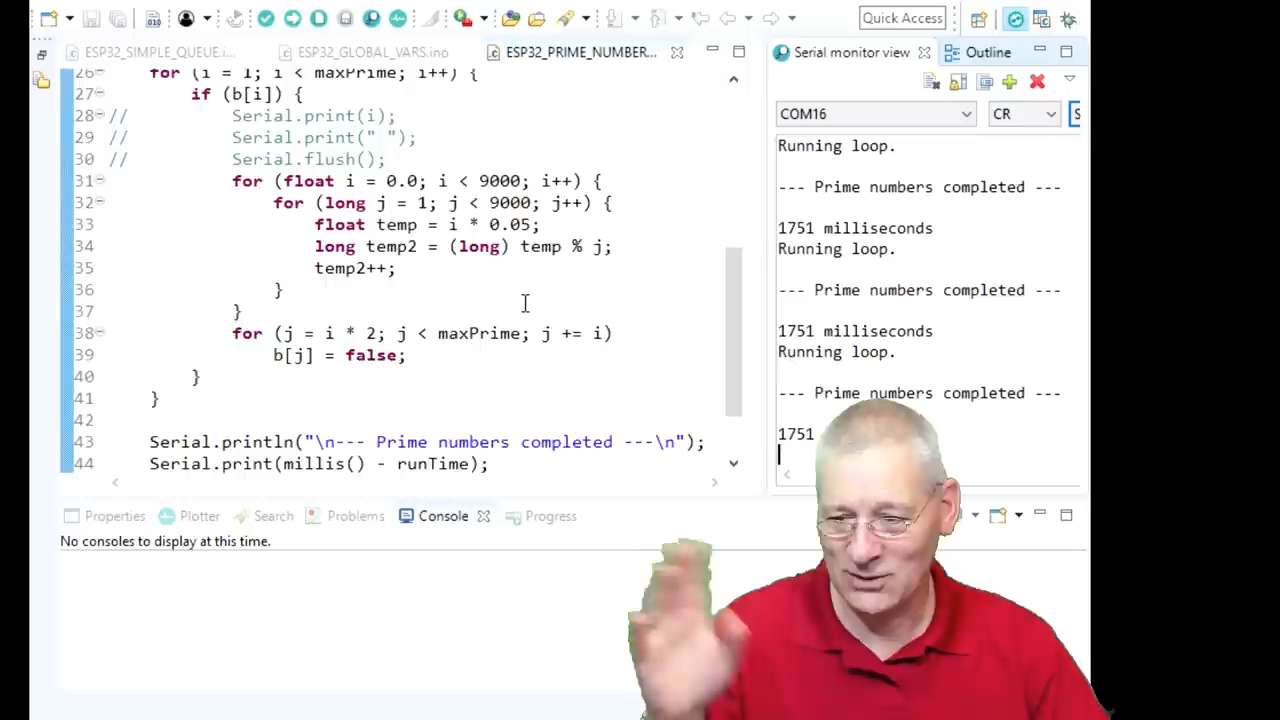 Quick Access
ESP32_SIMPLE_QUEUE.i...
ESP32_GLOBAL_VARS.ino
ESP32_PRIME_NUMBER...
26 for (i = 1; i < maxPrime; i++) {
27 if (b[i]) {
28 // Serial.print(i);
29 // Serial.print(" ");
30 // Serial.flush();
31 for (float i = 0.0; i < 9000; i++) {
32 for (long j = 1; j < 9000; j++) {
33 float temp = i * 0.05;
34 long temp2 = (long) temp % j;
35 temp2++;
36 }
37 }
38 for (j = i * 2; j < maxPrime; j += i)
39 b[j] = false;
40 }
41 }
42
43 Serial.println("\n--- Prime numbers completed ---\n");
44 Serial.print(millis() - runTime);
Serial monitor view
Outline
COM16
CR
S
Running loop.
--- Prime numbers completed ---
1751 milliseconds
Running loop.
--- Prime numbers completed ---
1751 milliseconds
Running loop.
--- Prime numbers completed ---
1751
Properties
Plotter
Search
Problems
Console
Progress
No consoles to display at this time.